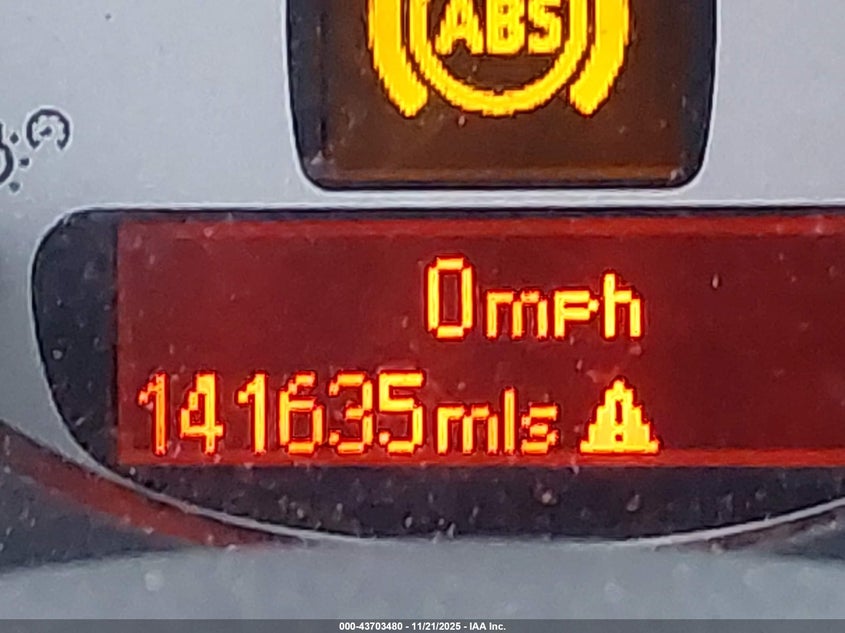 ABS
0mph
141635mls
000-43703480 - 11/21/2025 - IAA Inc.